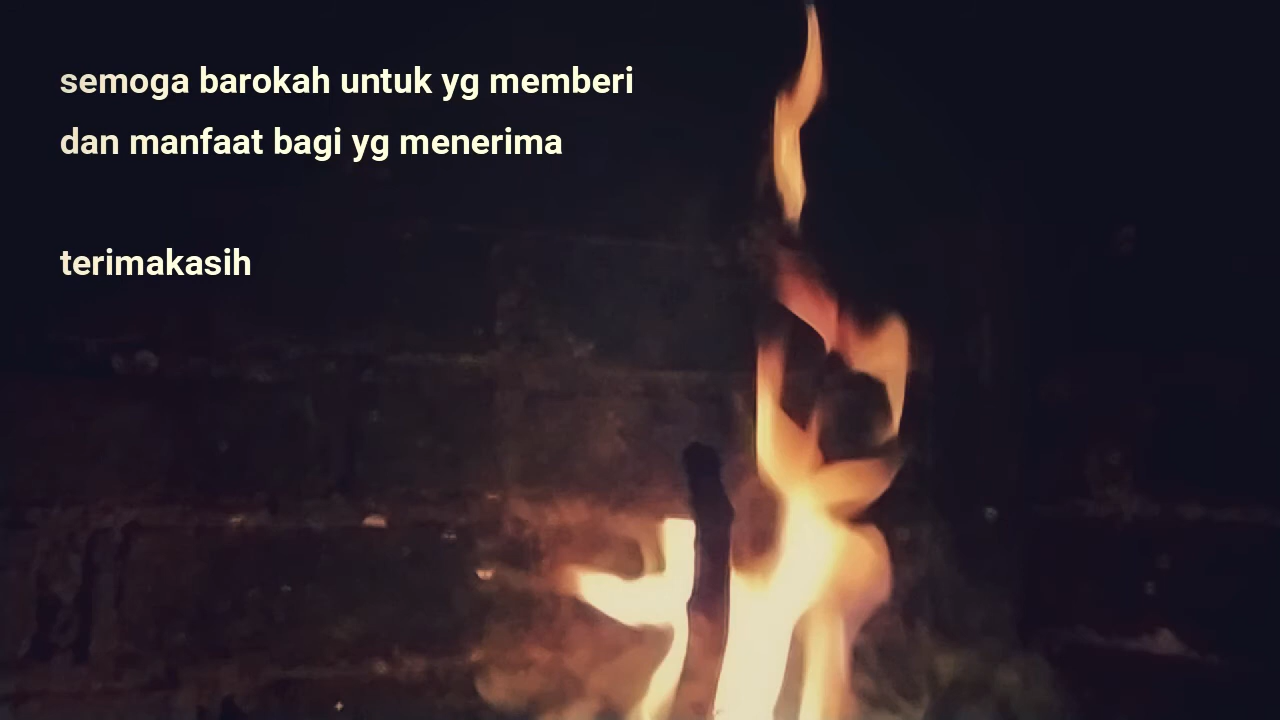 semoga barokah untuk yg memberi
dan manfaat bagi yg menerima
terimakasih